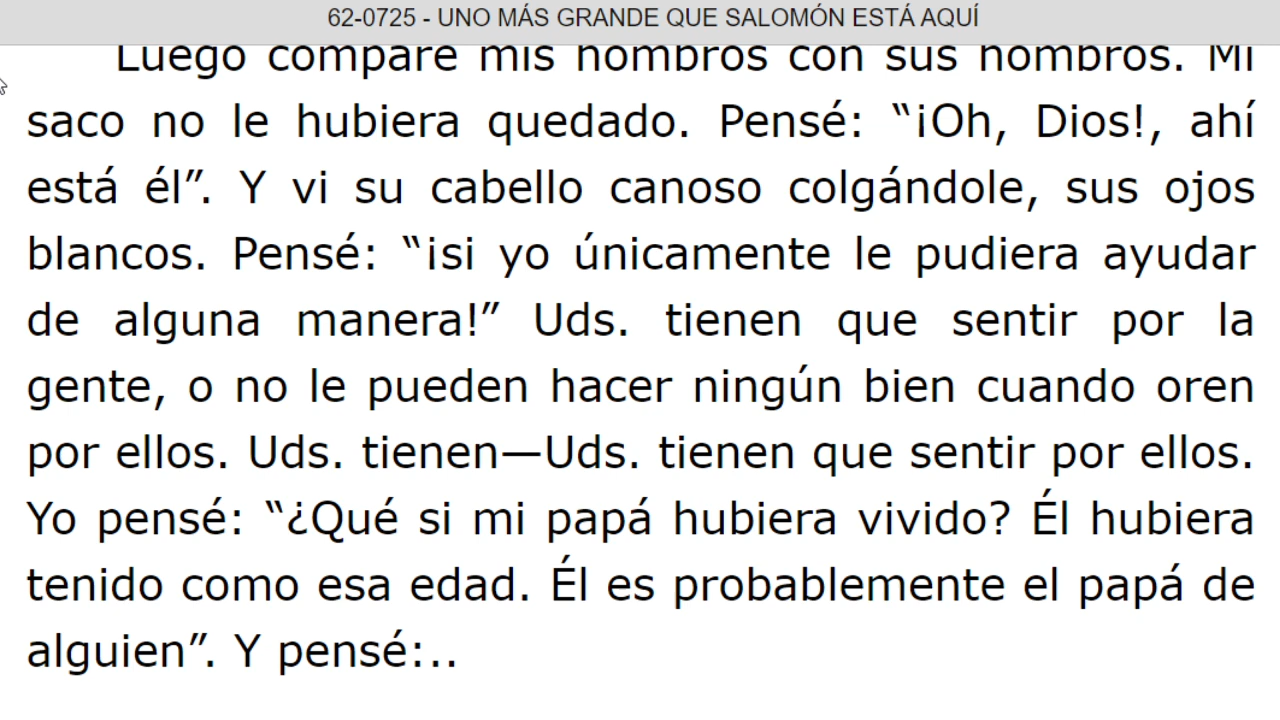 62-0725 - UNO MÁS GRANDE QUE SALOMÓN ESTÁ AQUÍ
Luego comparé mis hombros con sus hombros. Mi
saco no le hubiera quedado. Pensé: “¡Oh, Dios!, ahí
está él”. Y vi su cabello canoso colgándole, sus ojos
blancos. Pensé: “¡si yo únicamente le pudiera ayudar
de alguna manera!” Uds. tienen que sentir por la
gente, o no le pueden hacer ningún bien cuando oren
por ellos. Uds. tienen—Uds. tienen que sentir por ellos.
Yo pensé: “¿Qué si mi papá hubiera vivido? Él hubiera
tenido como esa edad. Él es probablemente el papá de
alguien”. Y pensé:..